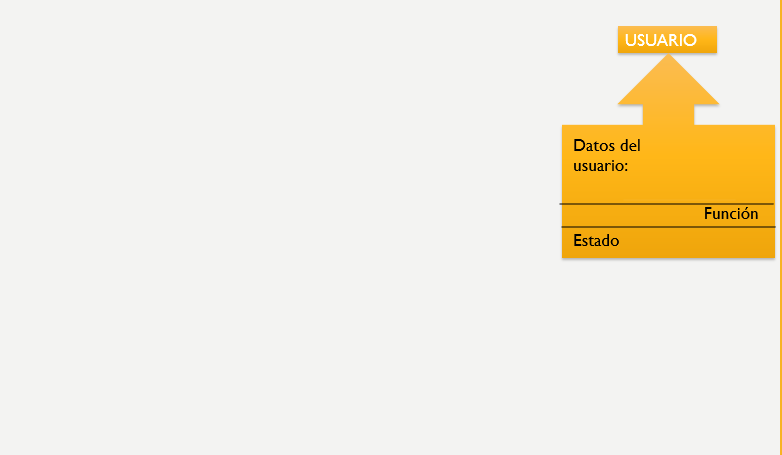 USUARIO
Datos del
usuario:
Función
Estado